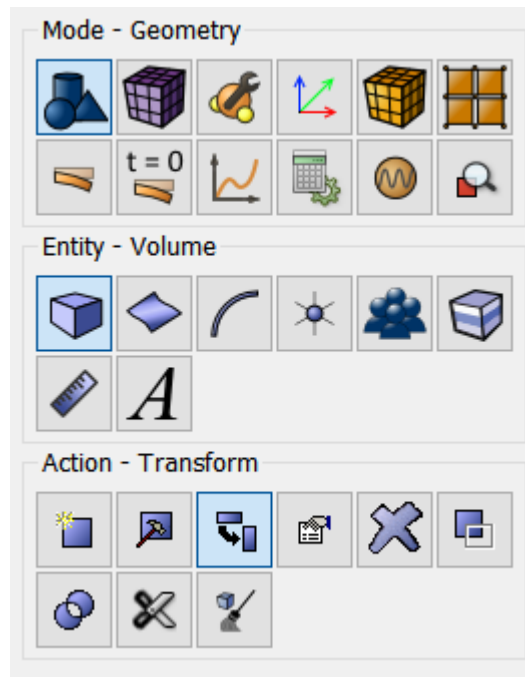 Mode - Geometry
t = 0
Entity - Volume
A
Action - Transform